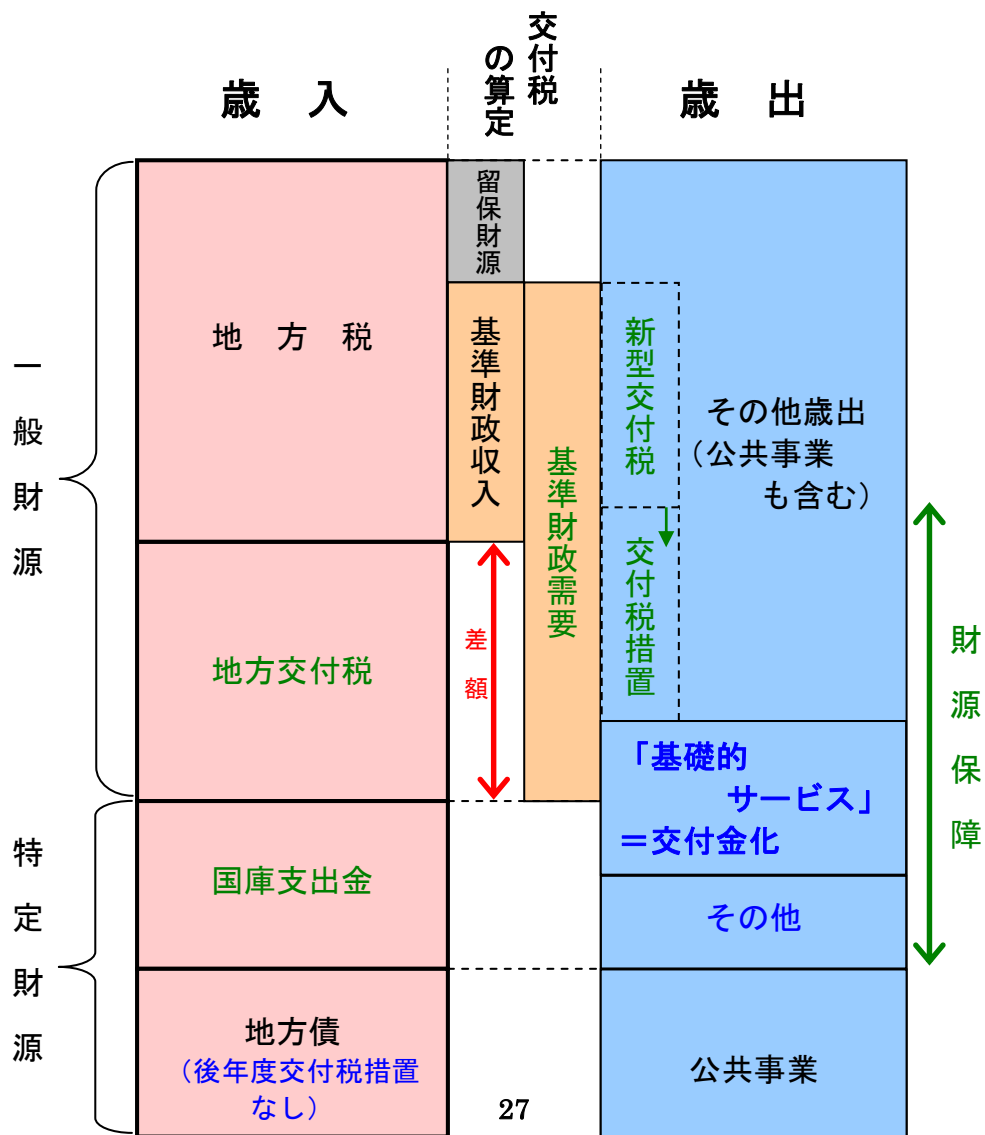 歳入
交付税
の算定
歳出
一般財源
特定財源
地方税
地方交付税
国庫支出金
地方債
（後年度交付税措置
なし）
留保財源
基準財政収入
差額
基準財政需要
新型交付税
交付税措置
その他歳出
（公共事業
も含む）
「基礎的
サービス」
＝交付金化
その他
公共事業
財源保障
27